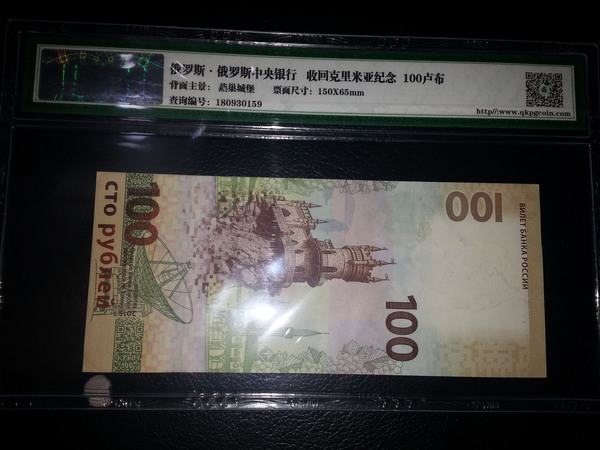 俄罗斯·俄罗斯中央银行 收回克里米亚纪念 100卢布
背面主景: 燕巢城堡 票面尺寸: 150X65mm
查询编号: 180930159
http//:www.qkpgcoin.com
100
СТО РУБЛЕЙ
2015
100
100
БИЛЕТ БАНКА РОССИИ